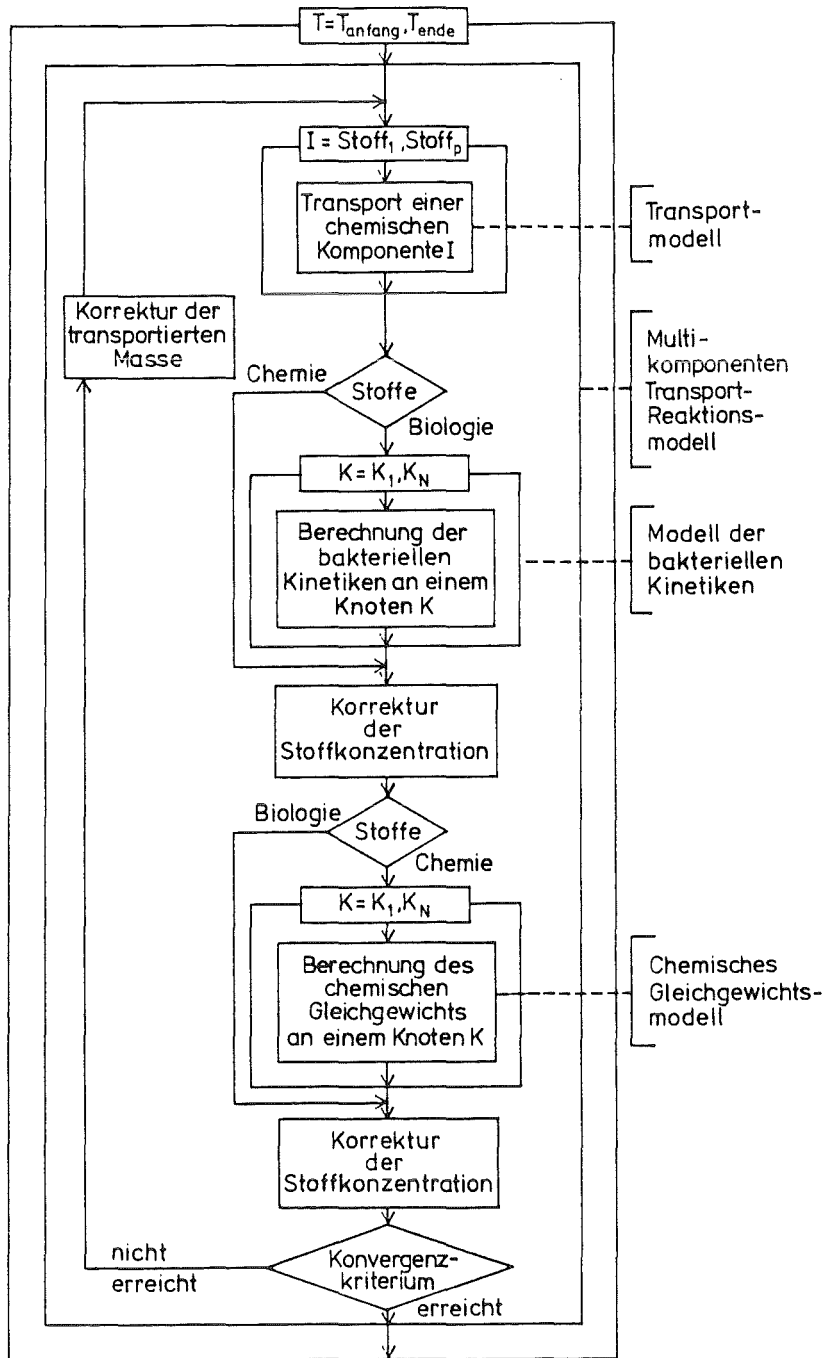 T=T_anfang, T_ende
I = Stoff_1, Stoff_p
Transport einer
chemischen
Komponente I
Transport-
modell
Korrektur der
transportierten
Masse
Multi-
komponenten
Transport-
Reaktions-
modell
Chemie
Stoffe
Biologie
K = K_1, K_N
Berechnung der
bakteriellen
Kinetiken an einem
Knoten K
Modell der
bakteriellen
Kinetiken
Korrektur
der
Stoffkonzentration
Biologie
Stoffe
Chemie
K = K_1, K_N
Berechnung des
chemischen
Gleichgewichts
an einem Knoten K
Chemisches
Gleichgewichts-
modell
Korrektur
der
Stoffkonzentration
nicht
erreicht
Konvergenz-
kriterium
erreicht